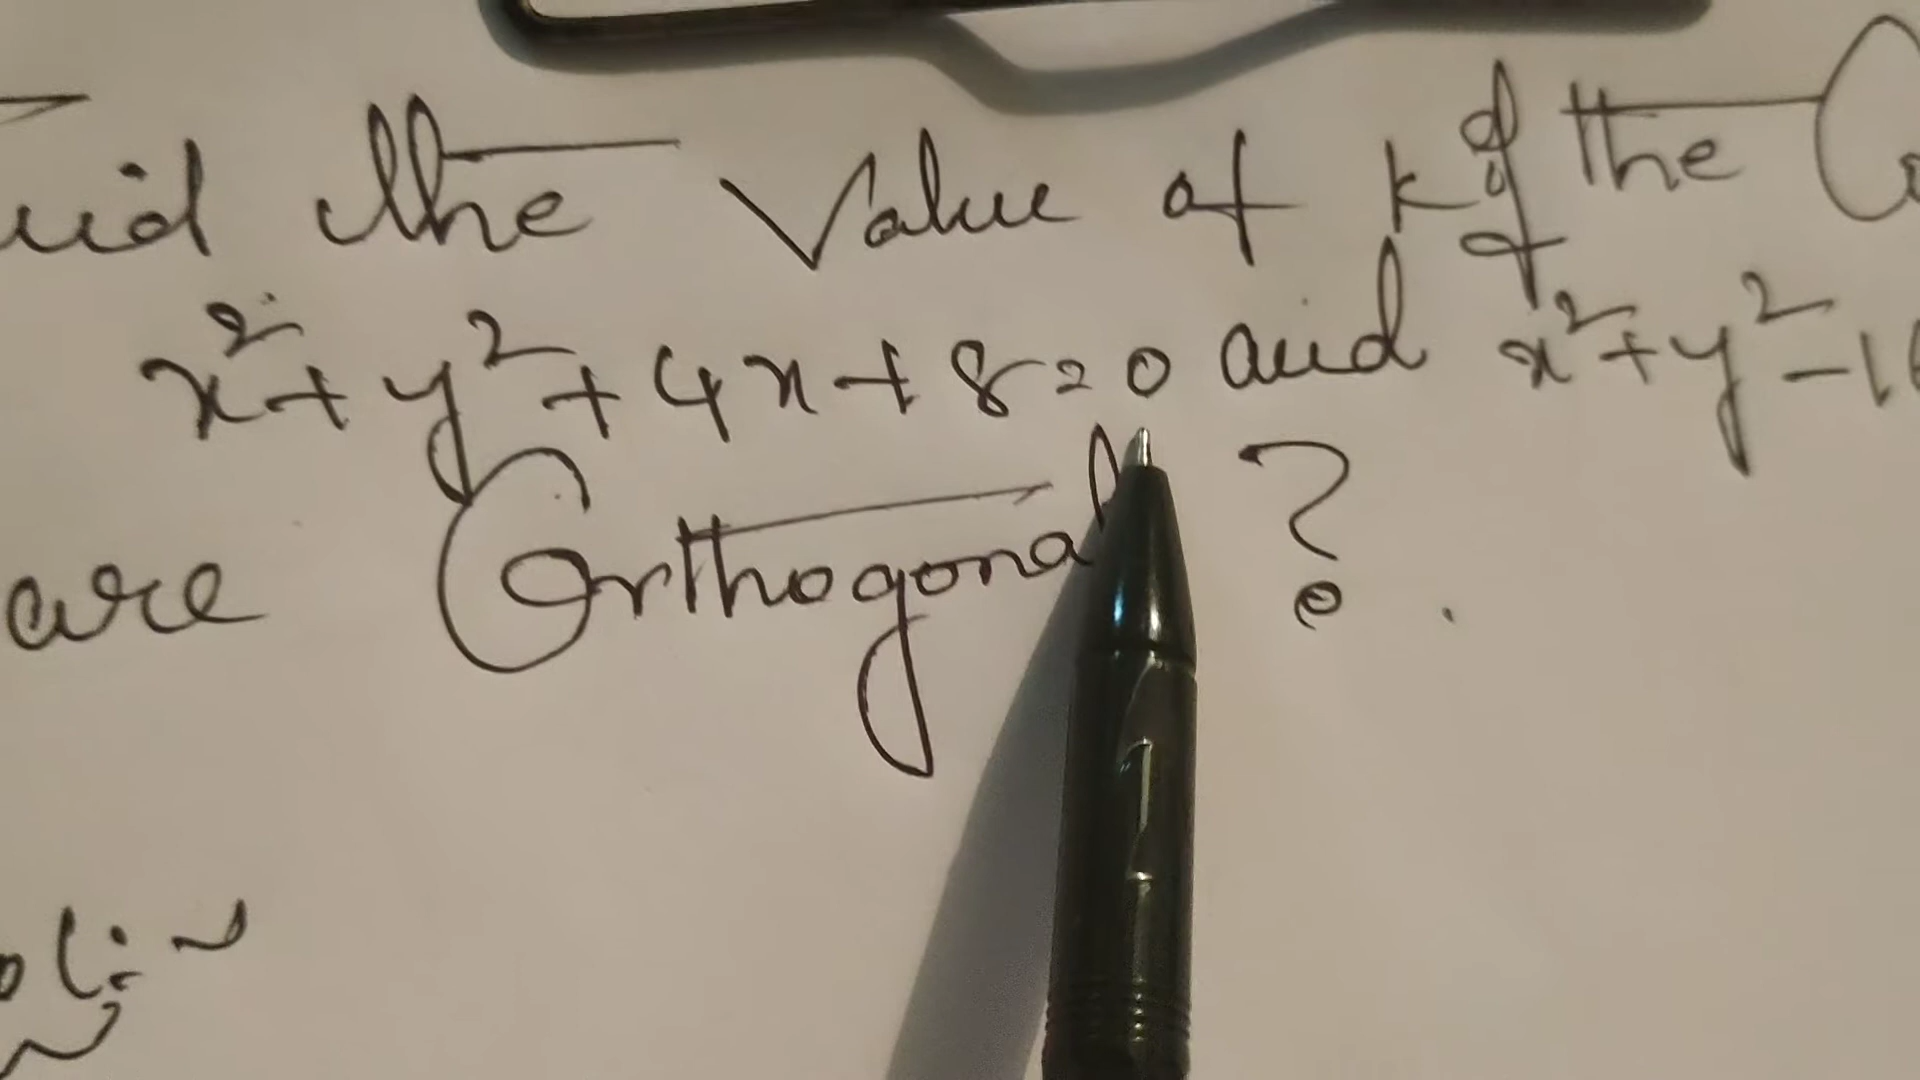 the Value of k if the
x²+y²+4x+8=0 and x²+y²-1
are Orthogonal ?